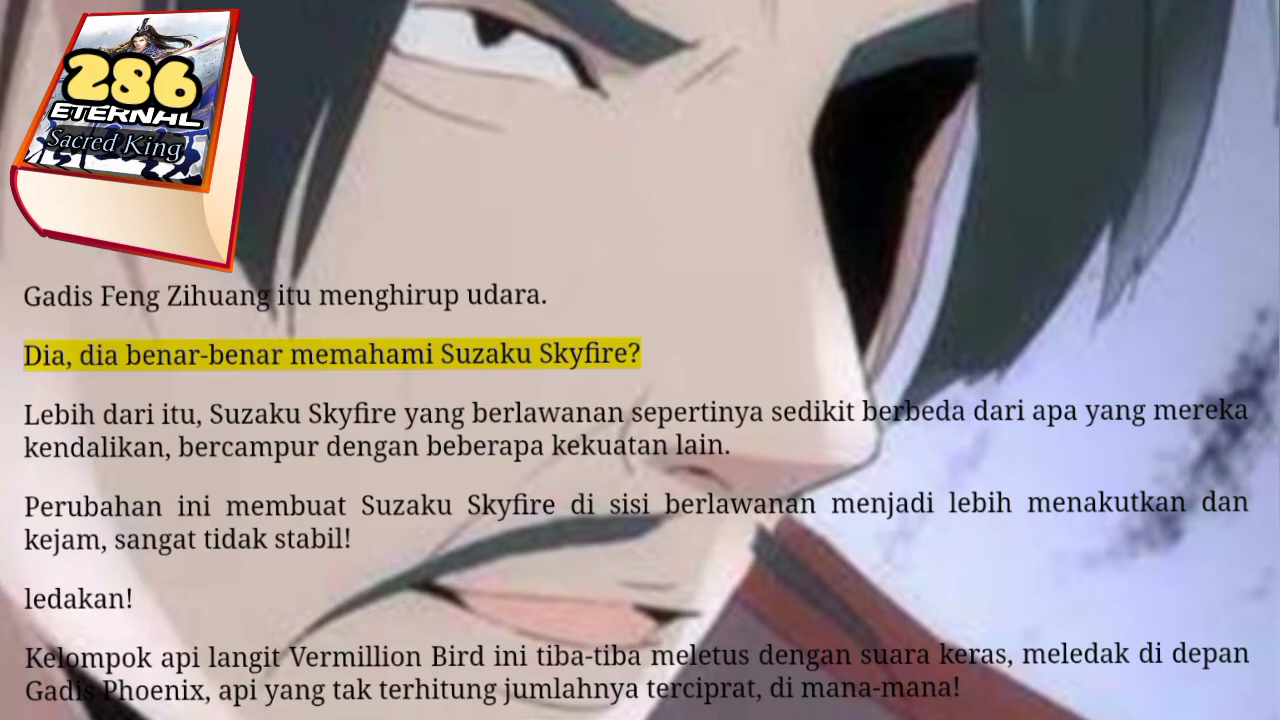 286
ETERNAL
Sacred King
Gadis Feng Zihuang itu menghirup udara.
Dia, dia benar-benar memahami Suzaku Skyfire?
Lebih dari itu, Suzaku Skyfire yang berlawanan sepertinya sedikit berbeda dari apa yang mereka
kendalikan, bercampur dengan beberapa kekuatan lain.
Perubahan ini membuat Suzaku Skyfire di sisi berlawanan menjadi lebih menakutkan dan
kejam, sangat tidak stabil!
ledakan!
Kelompok api langit Vermillion Bird ini tiba-tiba meletus dengan suara keras, meledak di depan
Gadis Phoenix, api yang tak terhitung jumlahnya terciprat, di mana-mana!